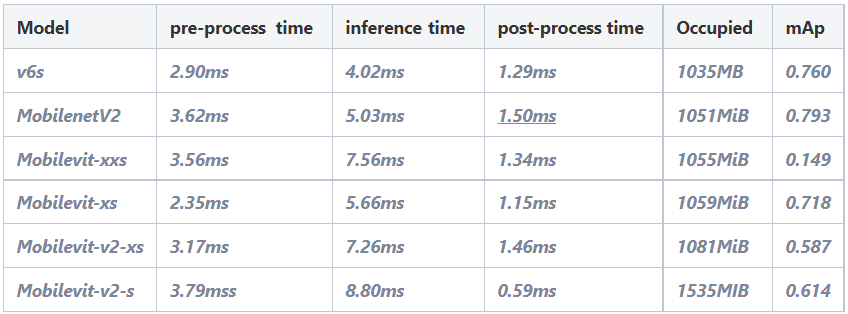 Model pre-process time inference time post-process time Occupied mAp
v6s 2.90ms 4.02ms 1.29ms 1035MB 0.760
MobilenetV2 3.62ms 5.03ms 1.50ms 1051MiB 0.793
Mobilevit-xxs 3.56ms 7.56ms 1.34ms 1055MiB 0.149
Mobilevit-xs 2.35ms 5.66ms 1.15ms 1059MiB 0.718
Mobilevit-v2-xs 3.17ms 7.26ms 1.46ms 1081MiB 0.587
Mobilevit-v2-s 3.79mss 8.80ms 0.59ms 1535MIB 0.614